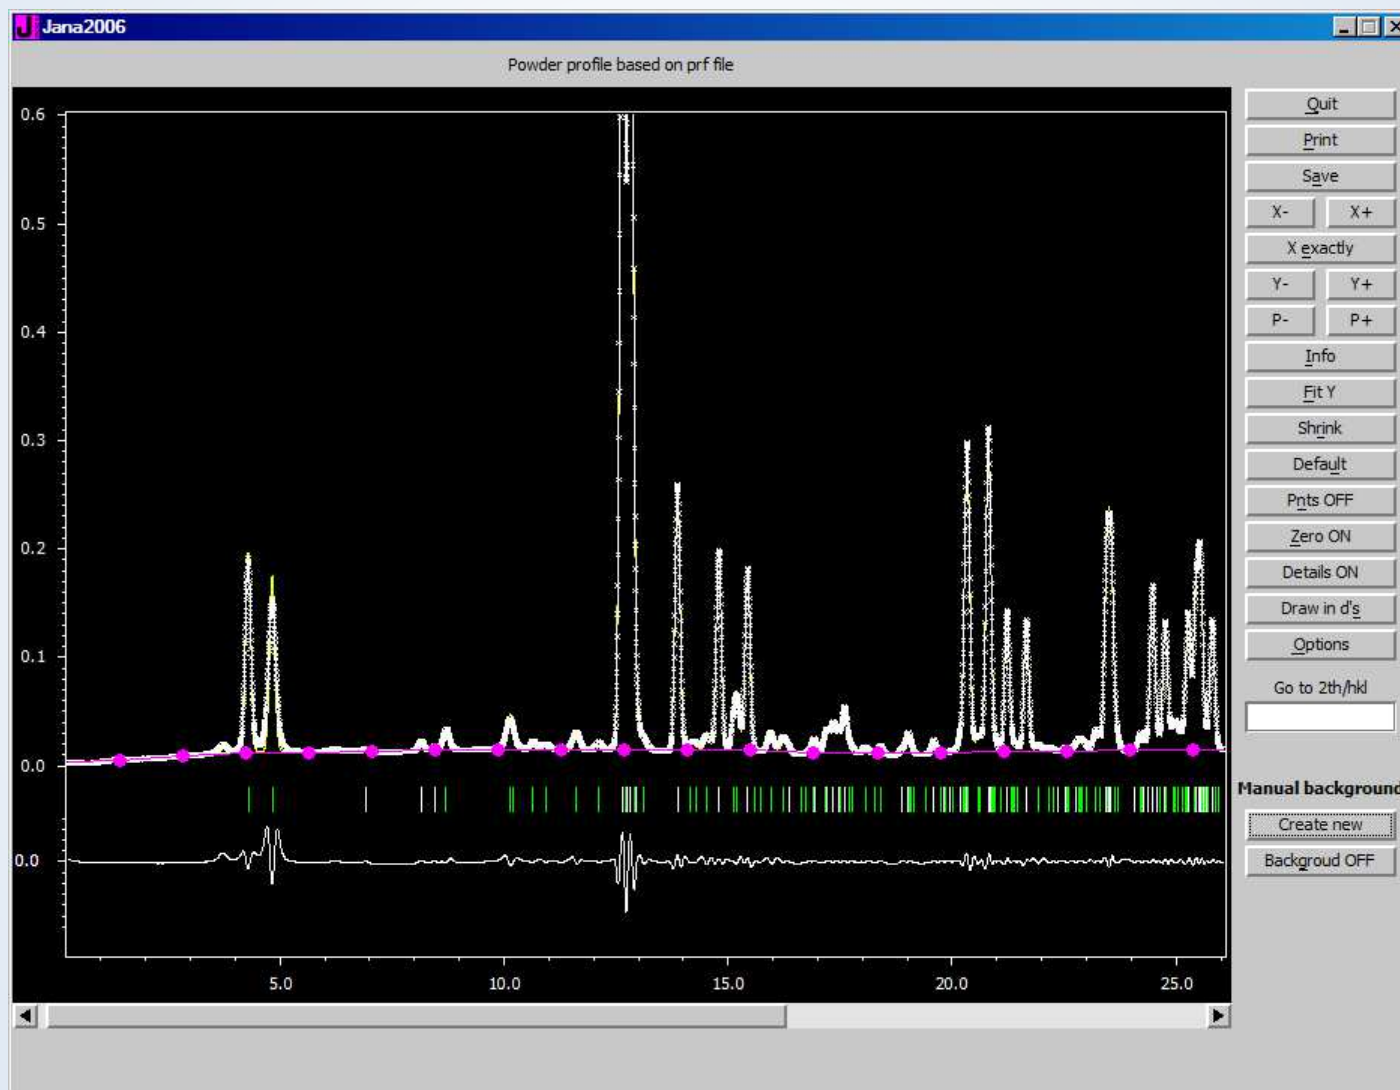 Jana2006
Powder profile based on prf file
0.6
0.5
0.4
0.3
0.2
0.1
0.0
0.0
5.0 10.0 15.0 20.0 25.0
Quit
Print
Save
X- X+
X exactly
Y- Y+
P- P+
Info
Fit Y
Shrink
Default
Pnts OFF
Zero ON
Details ON
Draw in d's
Options
Go to 2th/hkl
Manual background
Create new
Backgroud OFF